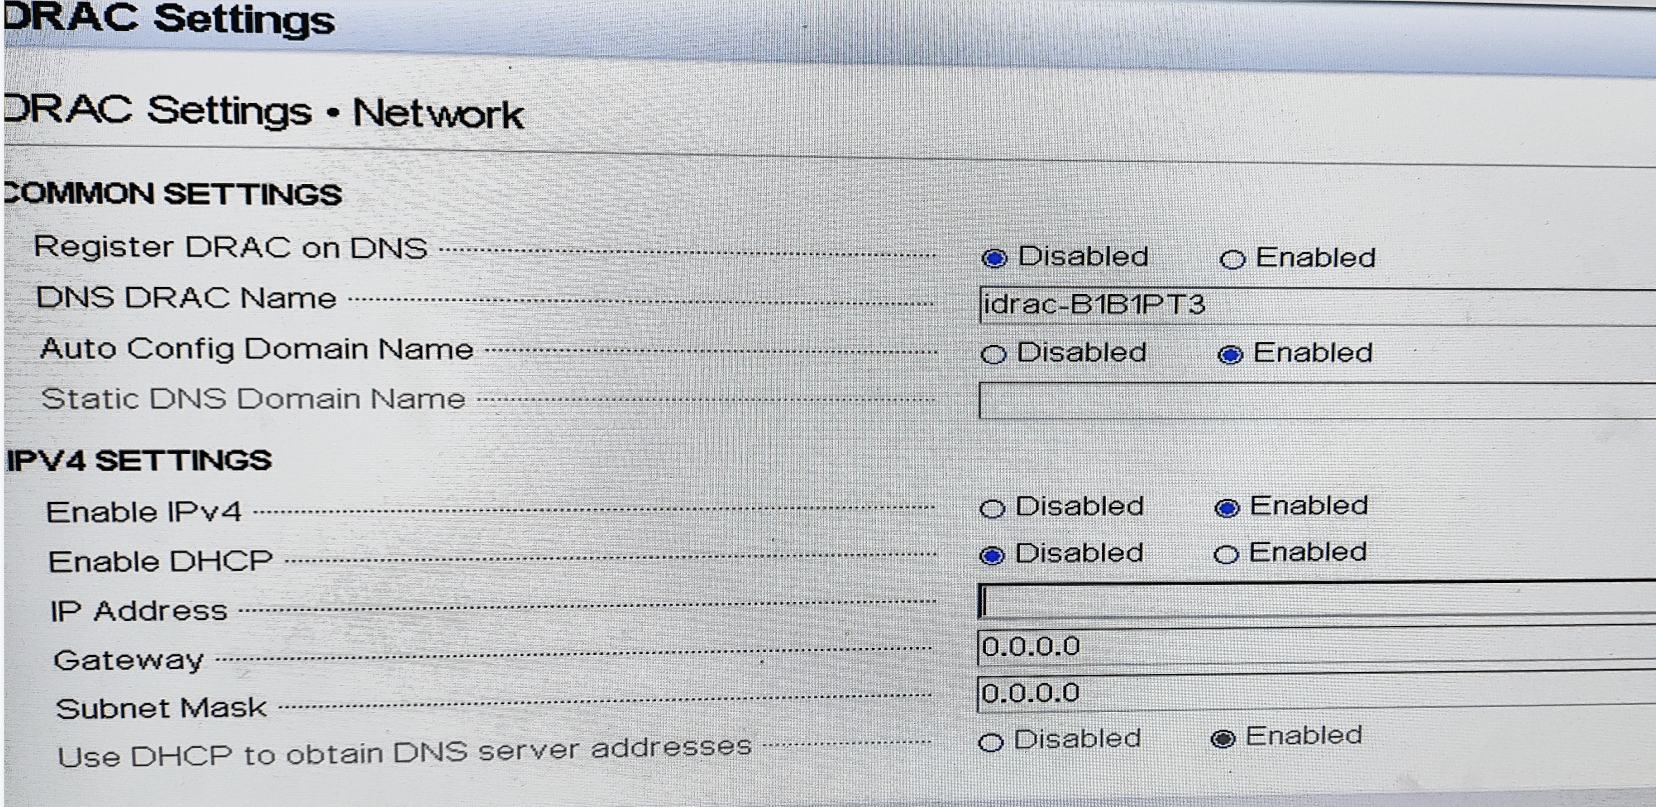 DRAC Settings
DRAC Settings • Network
COMMON SETTINGS
Register DRAC on DNS Disabled Enabled
DNS DRAC Name idrac-B1B1PT3
Auto Config Domain Name Disabled Enabled
Static DNS Domain Name
IPV4 SETTINGS
Enable IPv4 Disabled Enabled
Enable DHCP Disabled Enabled
IP Address
Gateway 0.0.0.0
Subnet Mask 0.0.0.0
Use DHCP to obtain DNS server addresses Disabled Enabled